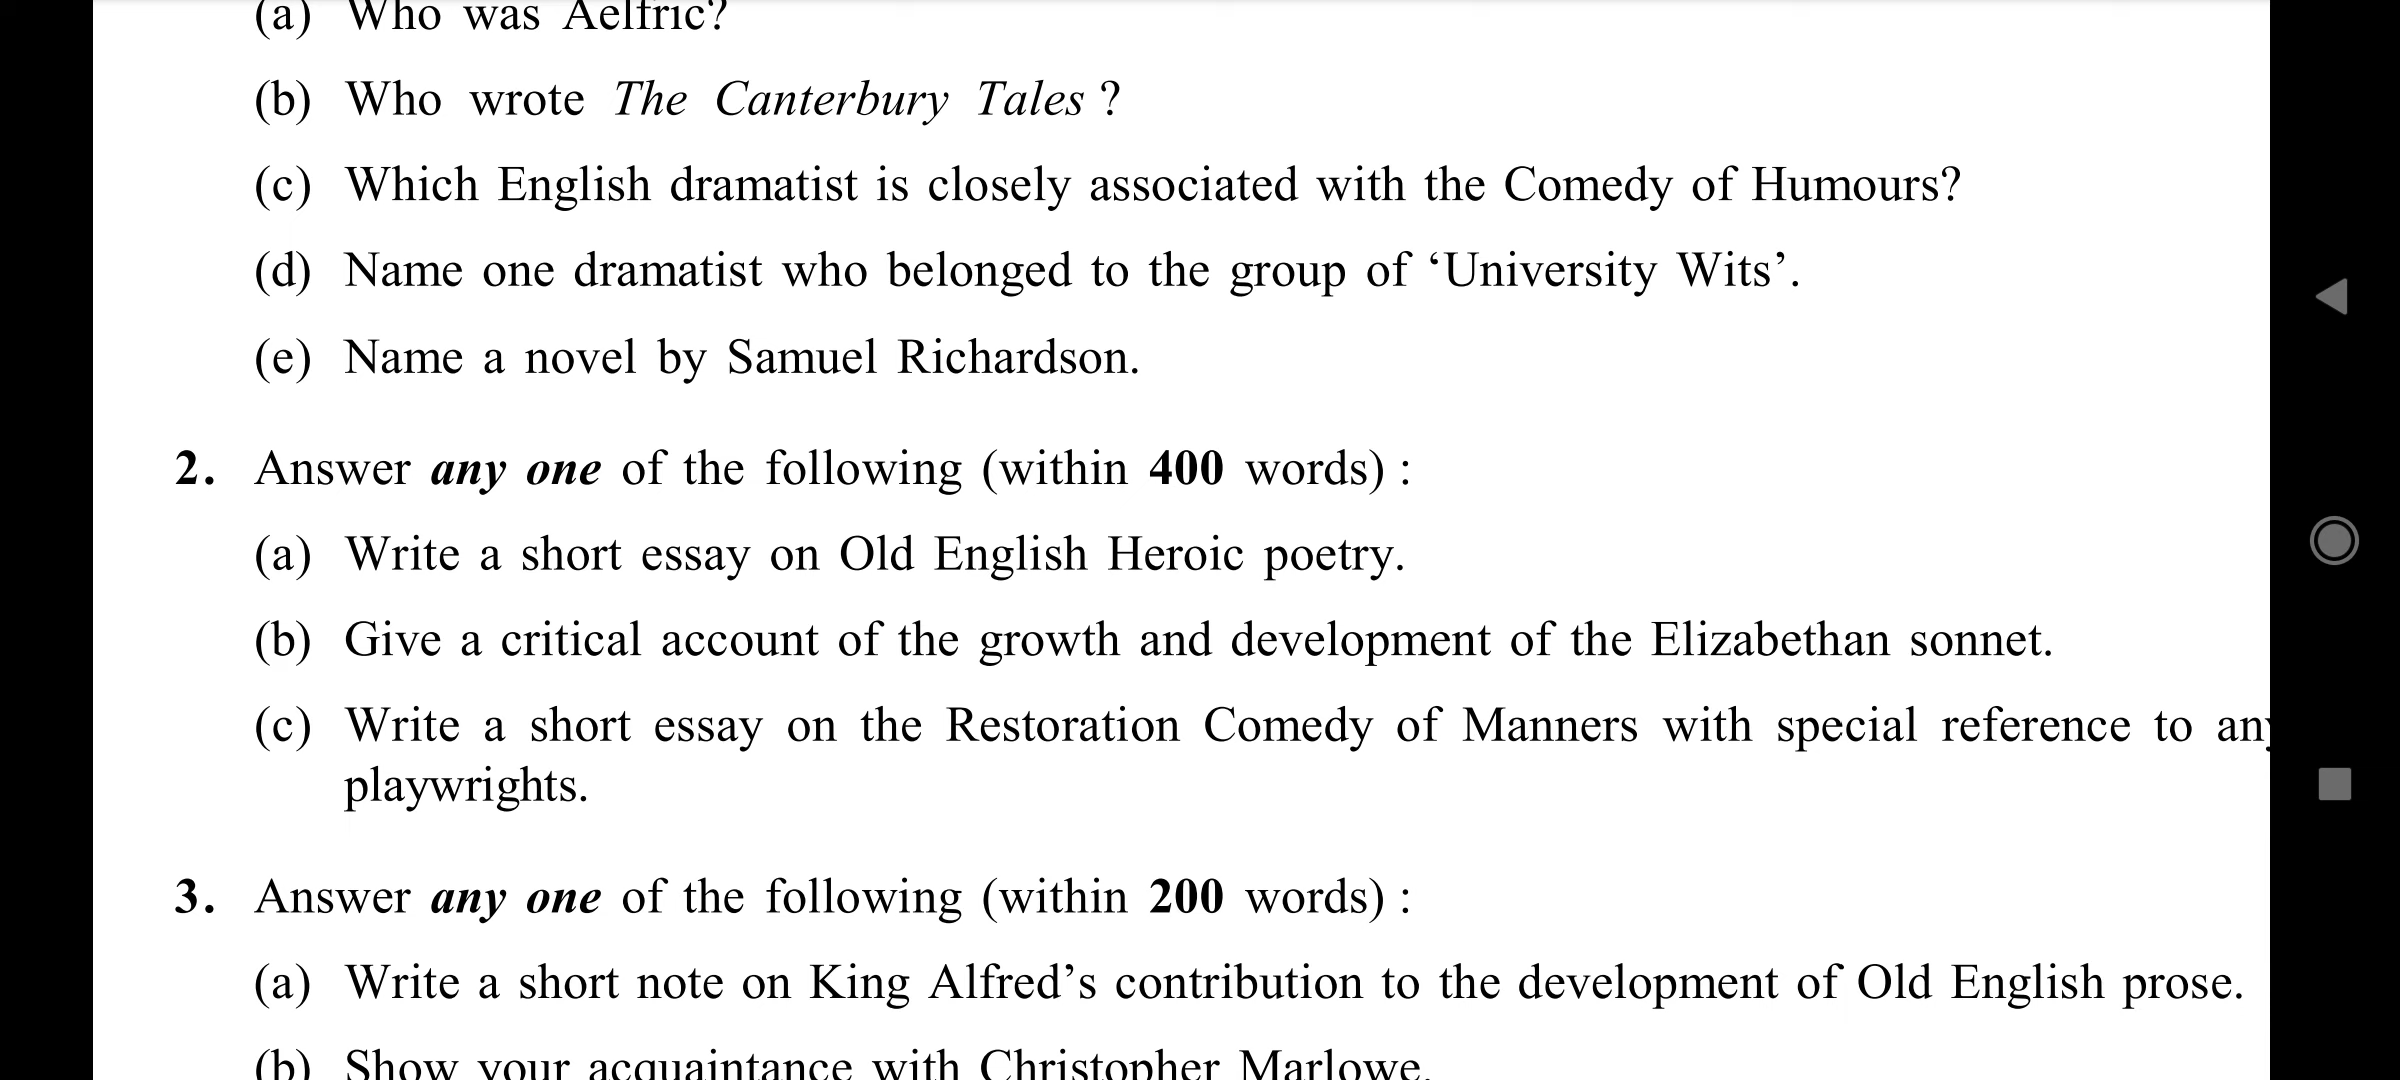 (a) Who was Aelfric?
(b) Who wrote The Canterbury Tales ?
(c) Which English dramatist is closely associated with the Comedy of Humours?
(d) Name one dramatist who belonged to the group of ‘University Wits’.
(e) Name a novel by Samuel Richardson.
2. Answer any one of the following (within 400 words) :
(a) Write a short essay on Old English Heroic poetry.
(b) Give a critical account of the growth and development of the Elizabethan sonnet.
(c) Write a short essay on the Restoration Comedy of Manners with special reference to any
playwrights.
3. Answer any one of the following (within 200 words) :
(a) Write a short note on King Alfred’s contribution to the development of Old English prose.
(b) Show your acquaintance with Christopher Marlowe.